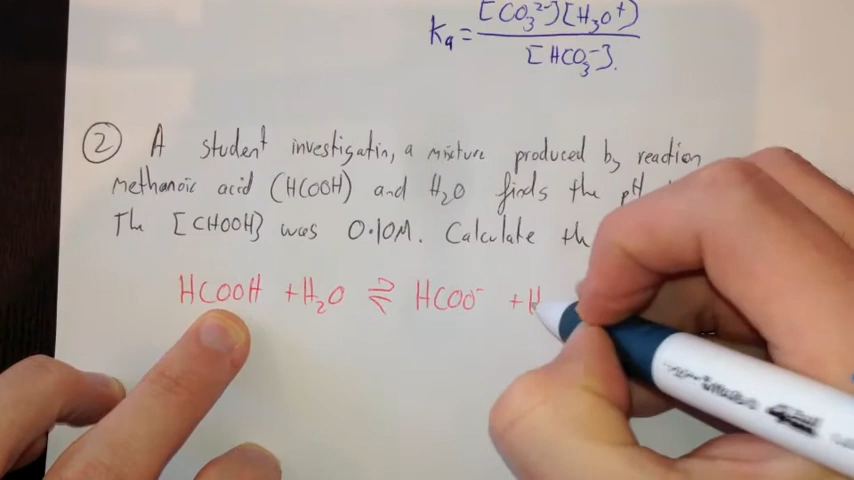 Ka = [CO₃²⁻][H₃O⁺) / [HCO₃⁻].
② A student investigatin, a mixture produced by reaction
methanoic acid (HCOOH) and H₂O finds the pH
The [CHOOH] was 0.10M. Calculate th
HCOOH + H₂O ⇌ HCOO⁻ + H